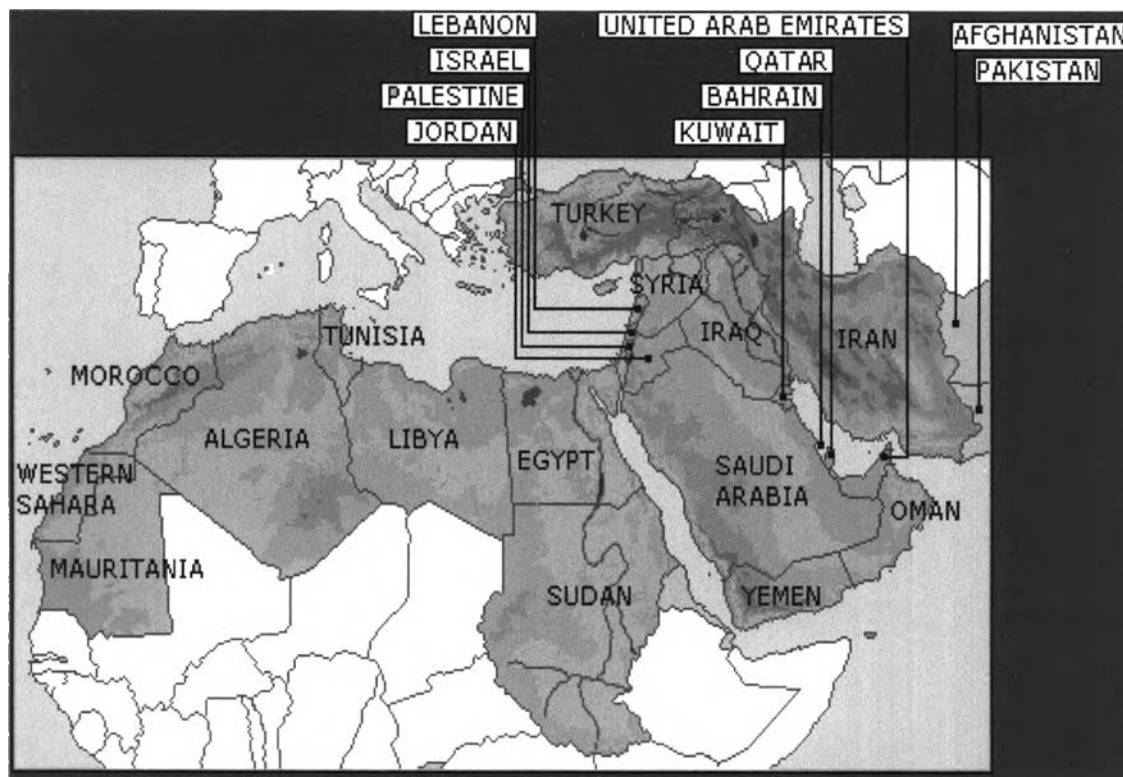 LEBANON
UNITED ARAB EMIRATES
AFGHANISTAN
ISRAEL
QATAR
PAKISTAN
PALESTINE
BAHRAIN
JORDAN
KUWAIT
TURKEY
SYRIA
TUNISIA
IRAQ
IRAN
MOROCCO
ALGERIA
LIBYA
EGYPT
WESTERN
SAHARA
SAUDI
ARABIA
OMAN
MAURITANIA
SUDAN
YEMEN